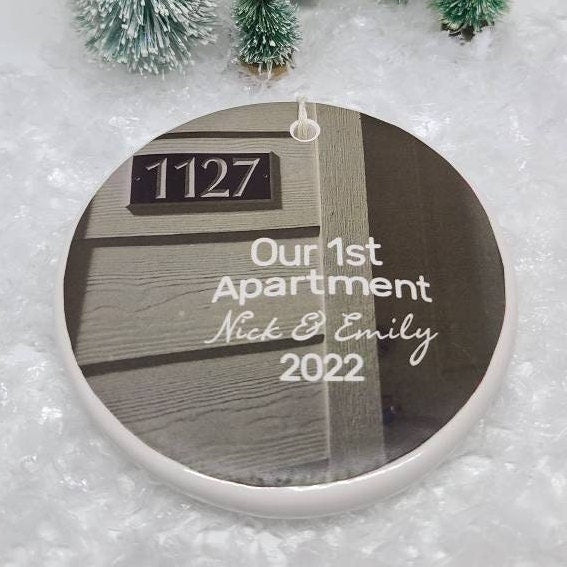 1127
Our 1st
Apartment
Nick & Emily
2022